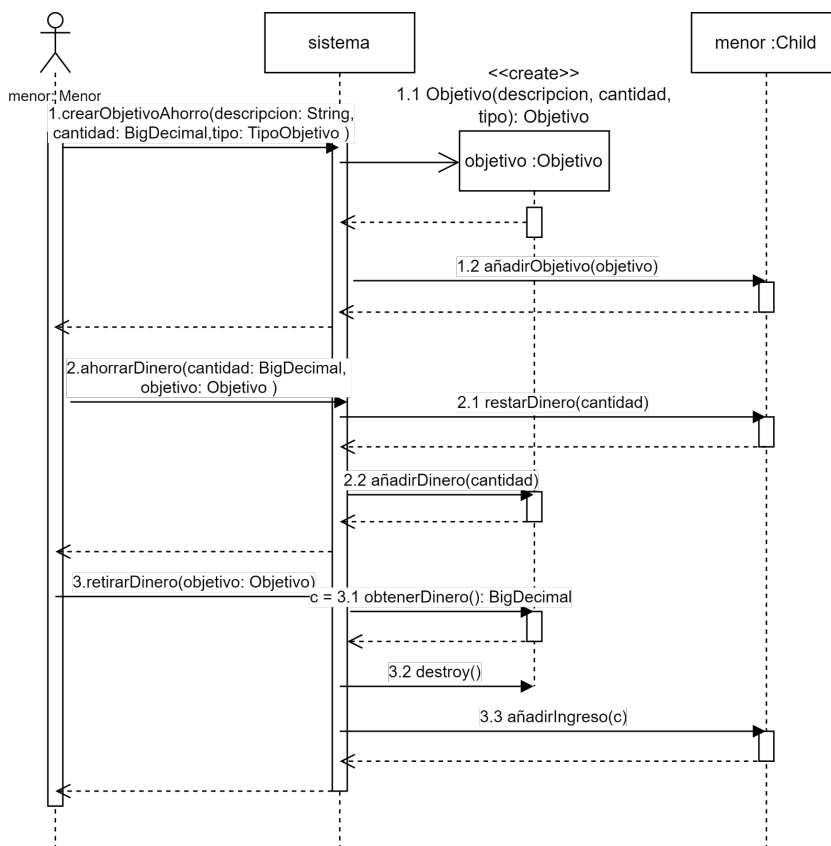 sistema
menor :Child
<<create>>
1.1 Objetivo(descripcion, cantidad,
tipo): Objetivo
menor: Menor
1.crearObjetivoAhorro(descripcion: String,
cantidad: BigDecimal,tipo: TipoObjetivo )
objetivo :Objetivo
1.2 añadirObjetivo(objetivo)
2.ahorrarDinero(cantidad: BigDecimal,
objetivo: Objetivo )
2.1 restarDinero(cantidad)
2.2 añadirDinero(cantidad)
3.retirarDinero(objetivo: Objetivo)
c = 3.1 obtenerDinero(): BigDecimal
3.2 destroy()
3.3 añadirIngreso(c)